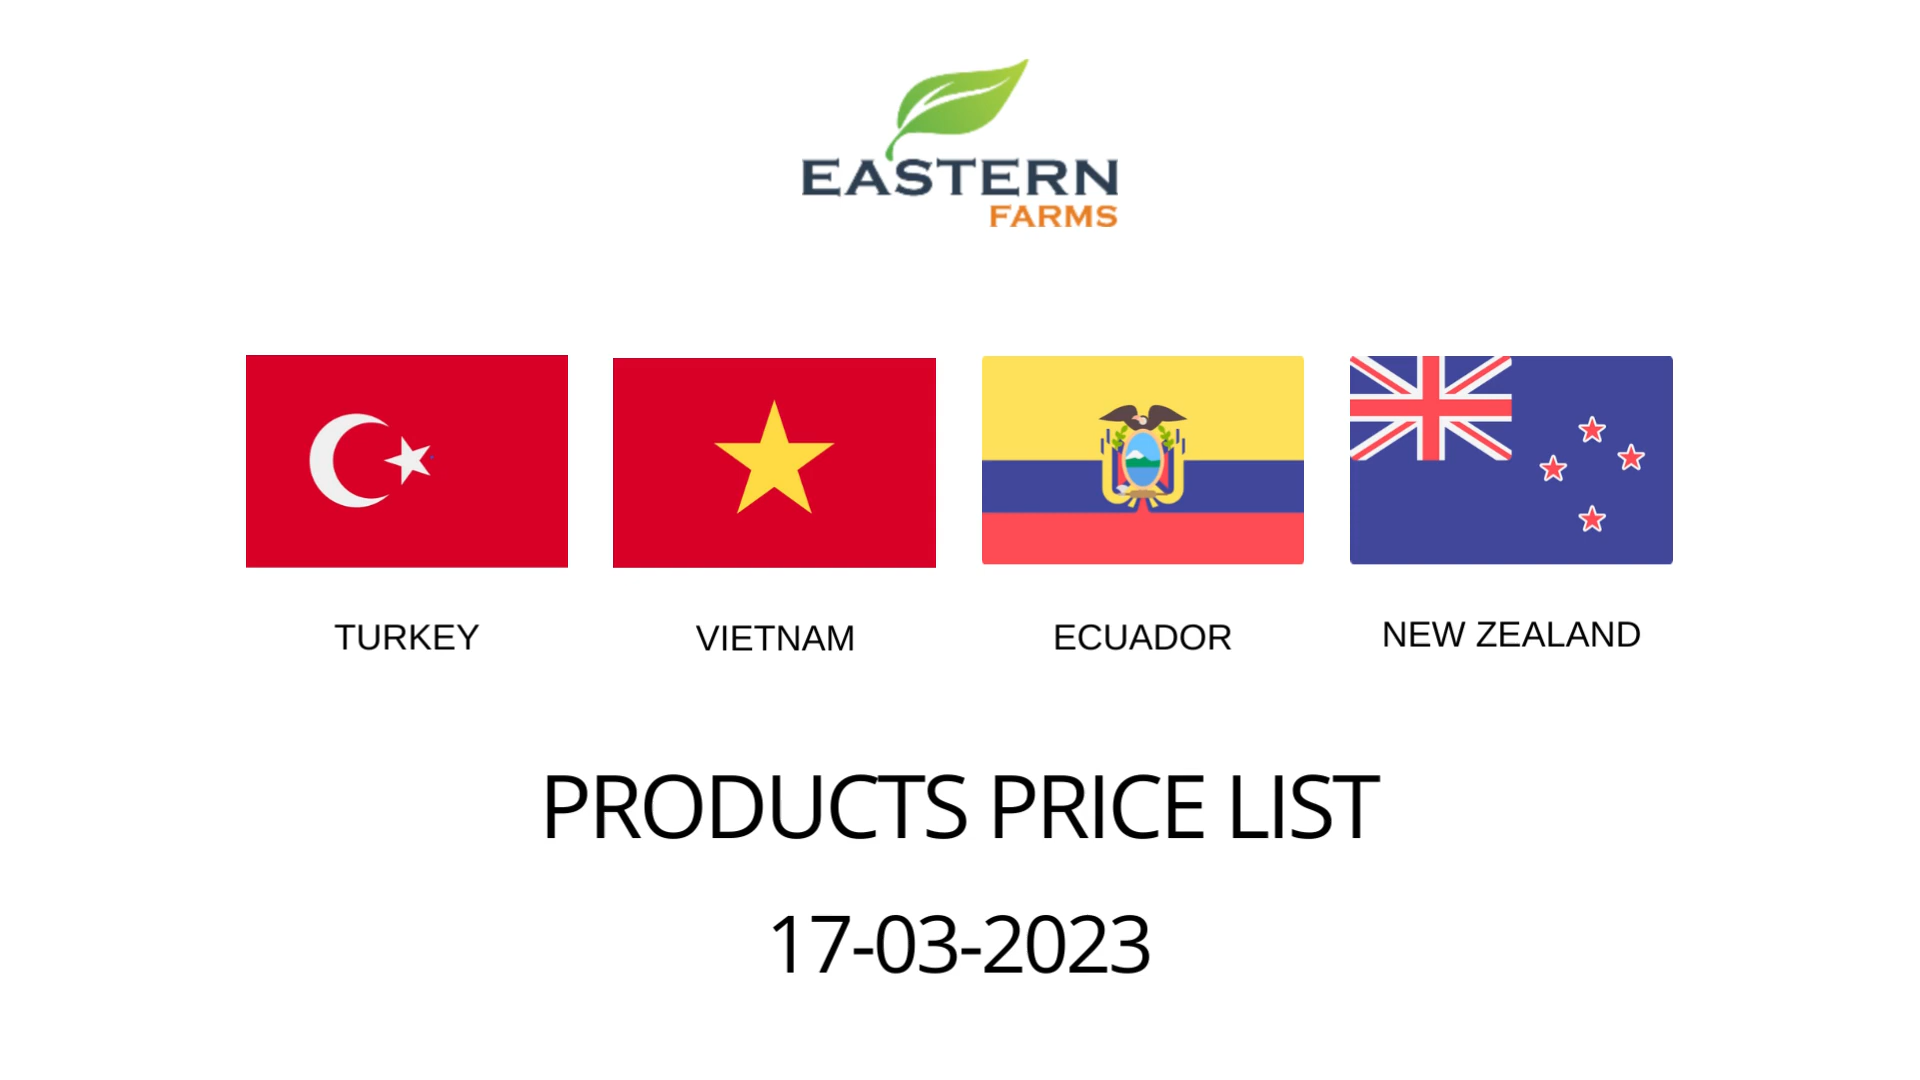 EASTERN
FARMS
TURKEY
VIETNAM
ECUADOR
NEW ZEALAND
PRODUCTS PRICE LIST
17-03-2023